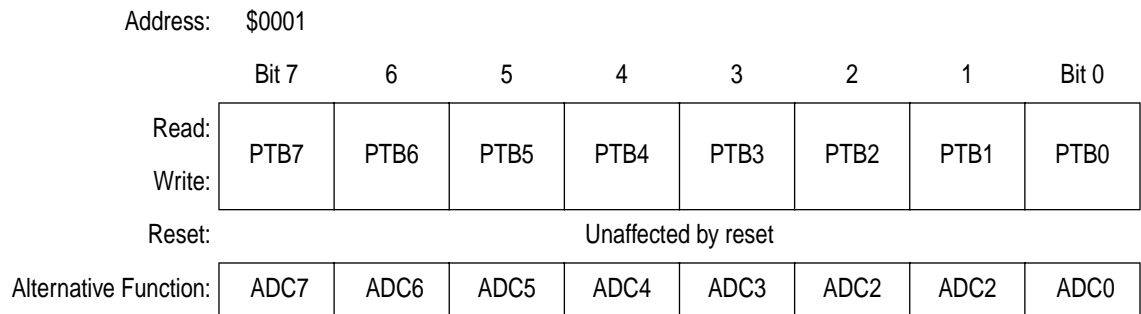 Address: $0001
Bit 7 6 5 4 3 2 1 Bit 0
Read:
PTB7 PTB6 PTB5 PTB4 PTB3 PTB2 PTB1 PTB0
Write:
Reset: Unaffected by reset
Alternative Function: ADC7 ADC6 ADC5 ADC4 ADC3 ADC2 ADC2 ADC0